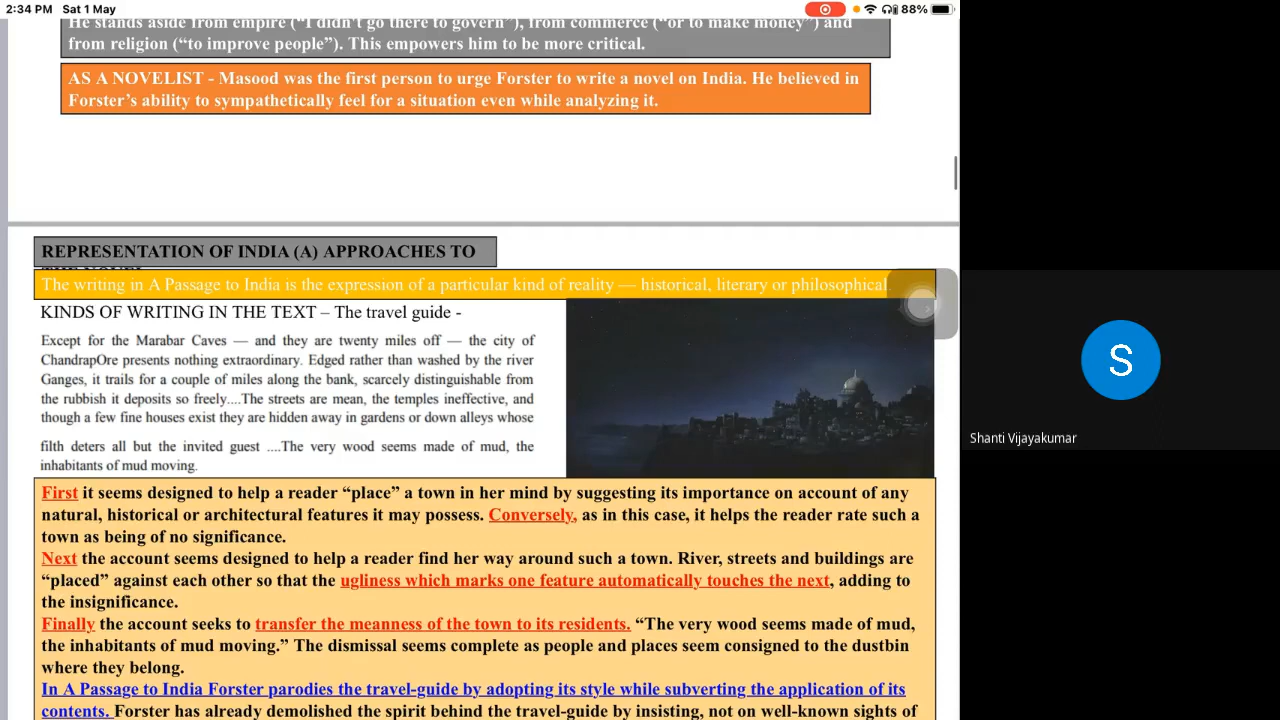 2:34 PM Sat 1 May
88%
He stands aside from empire (“I didn't go there to govern”), from commerce (“or to make money”) and
from religion (“to improve people”). This empowers him to be more critical.
AS A NOVELIST - Masood was the first person to urge Forster to write a novel on India. He believed in
Forster’s ability to sympathetically feel for a situation even while analyzing it.
REPRESENTATION OF INDIA (A) APPROACHES TO
THE NOVEL
The writing in A Passage to India is the expression of a particular kind of reality — historical, literary or philosophical.
KINDS OF WRITING IN THE TEXT – The travel guide -
Except for the Marabar Caves — and they are twenty miles off — the city of
ChandrapOre presents nothing extraordinary. Edged rather than washed by the river
Ganges, it trails for a couple of miles along the bank, scarcely distinguishable from
the rubbish it deposits so freely....The streets are mean, the temples ineffective, and
though a few fine houses exist they are hidden away in gardens or down alleys whose
filth deters all but the invited guest ....The very wood seems made of mud, the
inhabitants of mud moving.
First it seems designed to help a reader “place” a town in her mind by suggesting its importance on account of any
natural, historical or architectural features it may possess. Conversely, as in this case, it helps the reader rate such a
town as being of no significance.
Next the account seems designed to help a reader find her way around such a town. River, streets and buildings are
“placed” against each other so that the ugliness which marks one feature automatically touches the next, adding to
the insignificance.
Finally the account seeks to transfer the meanness of the town to its residents. “The very wood seems made of mud,
the inhabitants of mud moving.” The dismissal seems complete as people and places seem consigned to the dustbin
where they belong.
In A Passage to India Forster parodies the travel-guide by adopting its style while subverting the application of its
contents. Forster has already demolished the spirit behind the travel-guide by insisting, not on well-known sights of
S
Shanti Vijayakumar